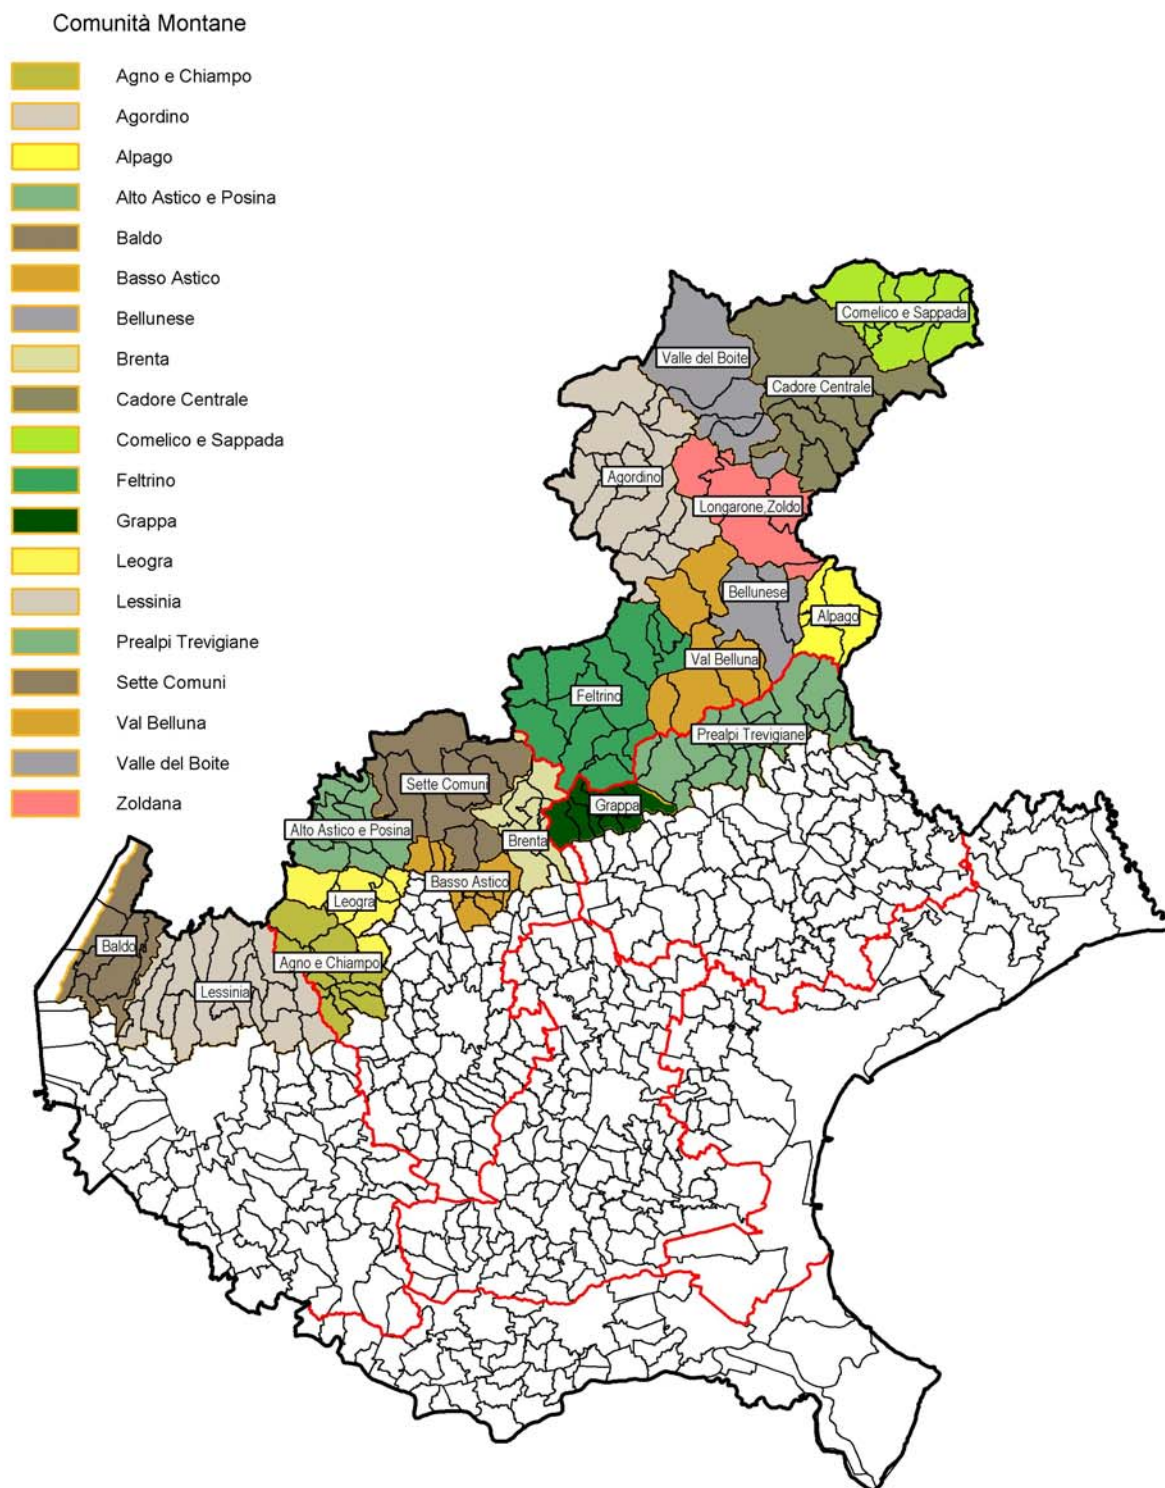 Comunità Montane
Agno e Chiampo
Agordino
Alpago
Alto Astico e Posina
Baldo
Basso Astico
Bellunese
Brenta
Cadore Centrale
Comelico e Sappada
Feltrino
Grappa
Leogra
Lessinia
Prealpi Trevigiane
Sette Comuni
Val Belluna
Valle del Boite
Zoldana
Comelico e Sappada
Valle del Boite
Cadore Centrale
Agordino
Longarone,Zoldo
Bellunese
Alpago
Val Belluna
Feltrino
Prealpi Trevigiane
Sette Comuni
Grappa
Alto Astico e Posina
Brenta
Basso Astico
Leogra
Baldo
Agno e Chiampo
Lessinia